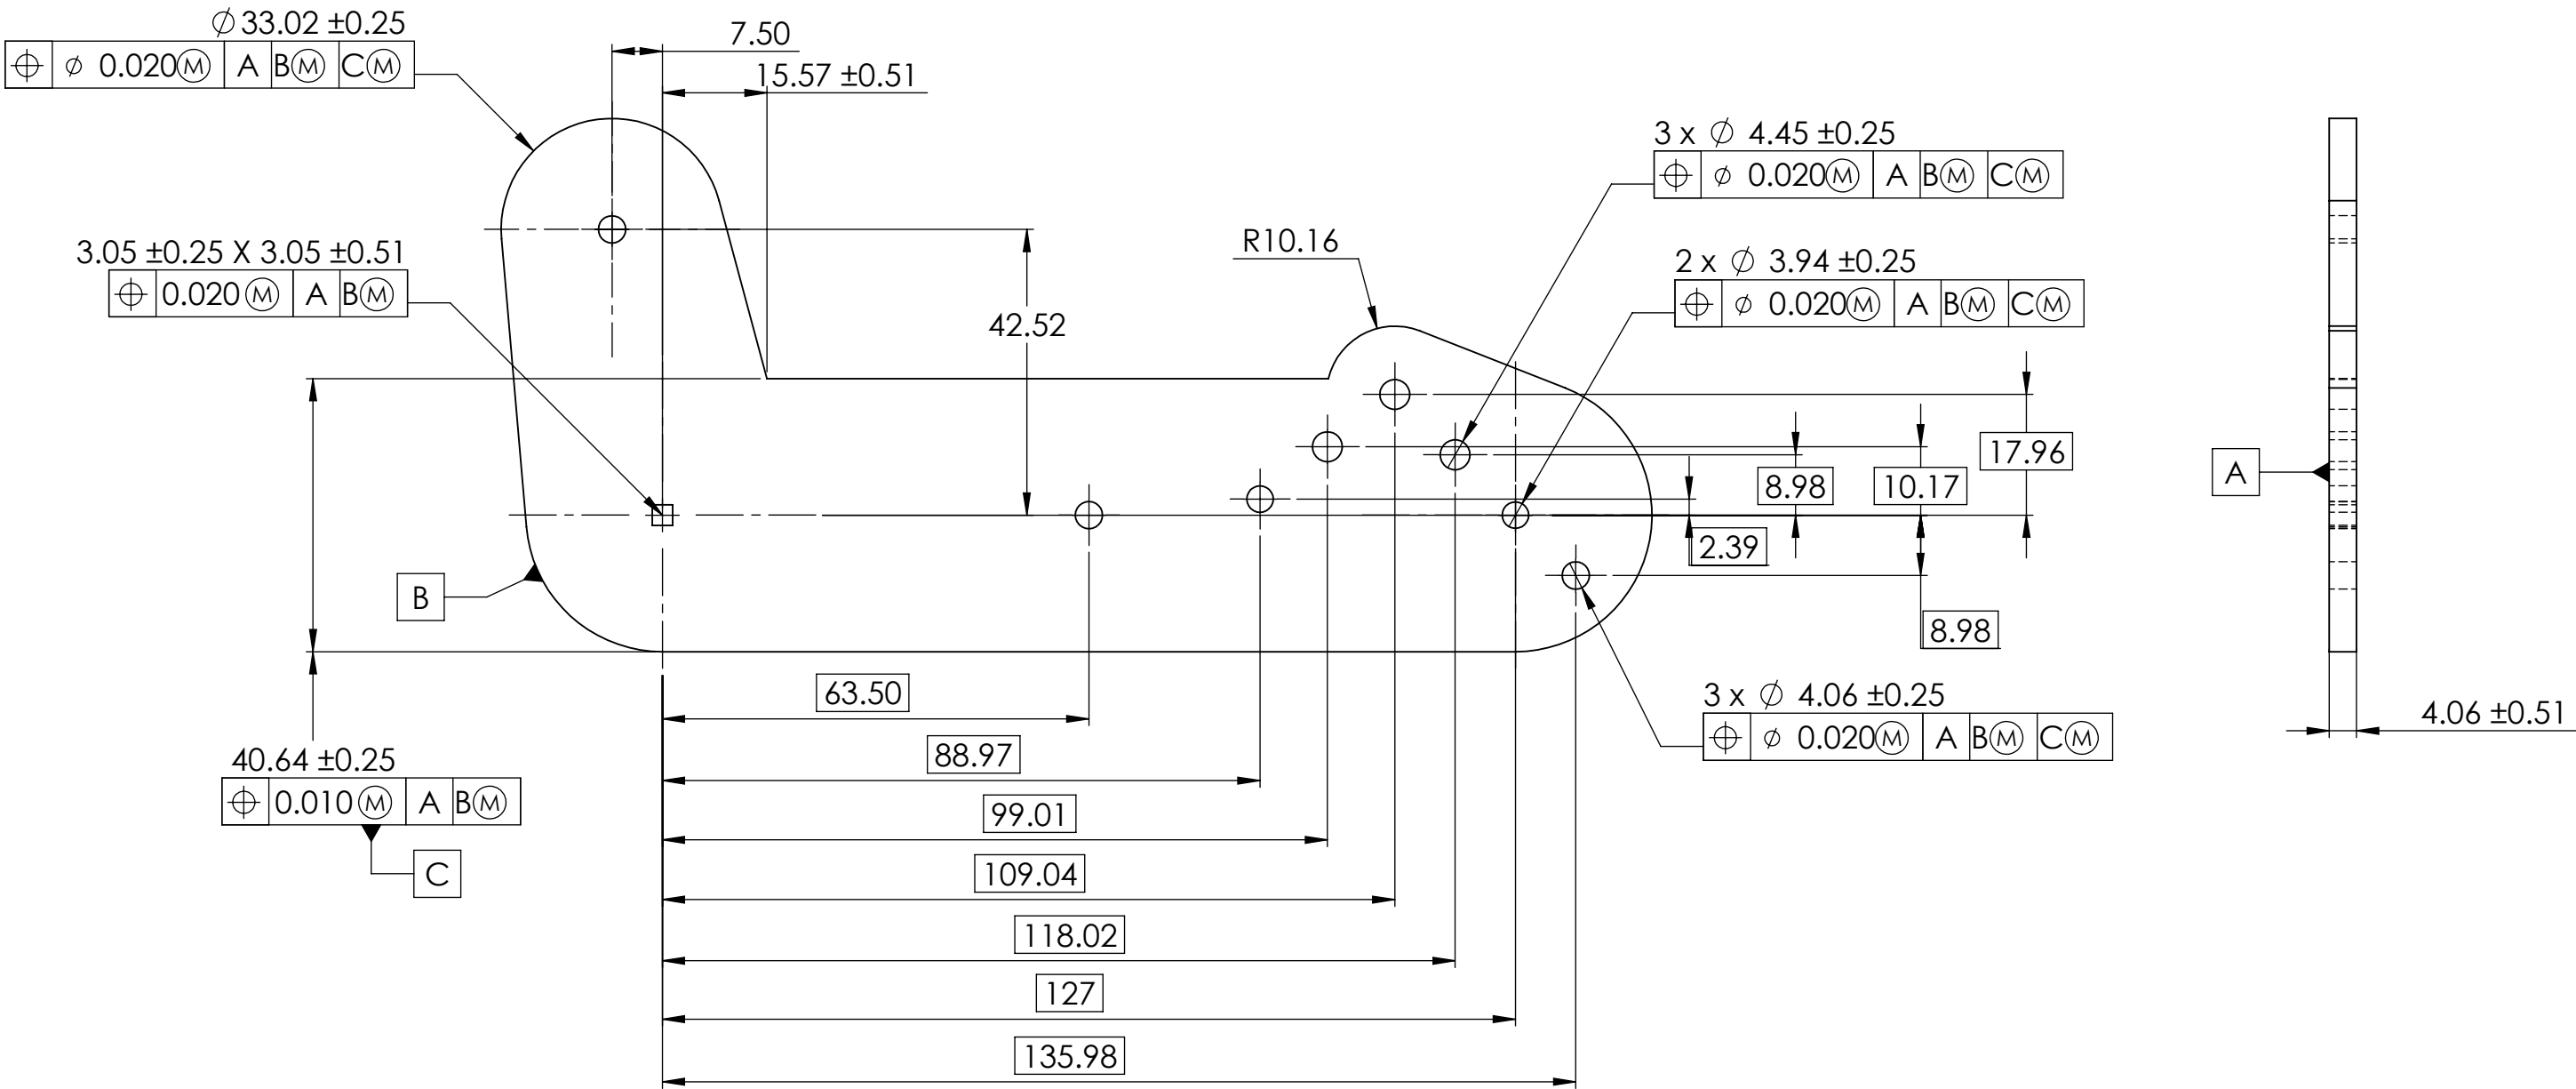 ⌀33.02 ±0.25
⌖ ⌀ 0.020Ⓜ A BⓂ CⓂ
7.50
15.57 ±0.51
3 x ⌀ 4.45 ±0.25
⌖ ⌀ 0.020Ⓜ A BⓂ CⓂ
3.05 ±0.25 X 3.05 ±0.51
⌖ 0.020Ⓜ A BⓂ
R10.16
2 x ⌀ 3.94 ±0.25
⌖ ⌀ 0.020Ⓜ A BⓂ CⓂ
42.52
17.96
8.98
10.17
2.39
A
B
8.98
63.50
3 x ⌀ 4.06 ±0.25
⌖ ⌀ 0.020Ⓜ A BⓂ CⓂ
4.06 ±0.51
88.97
40.64 ±0.25
⌖ 0.010Ⓜ A BⓂ
C
99.01
109.04
118.02
127
135.98